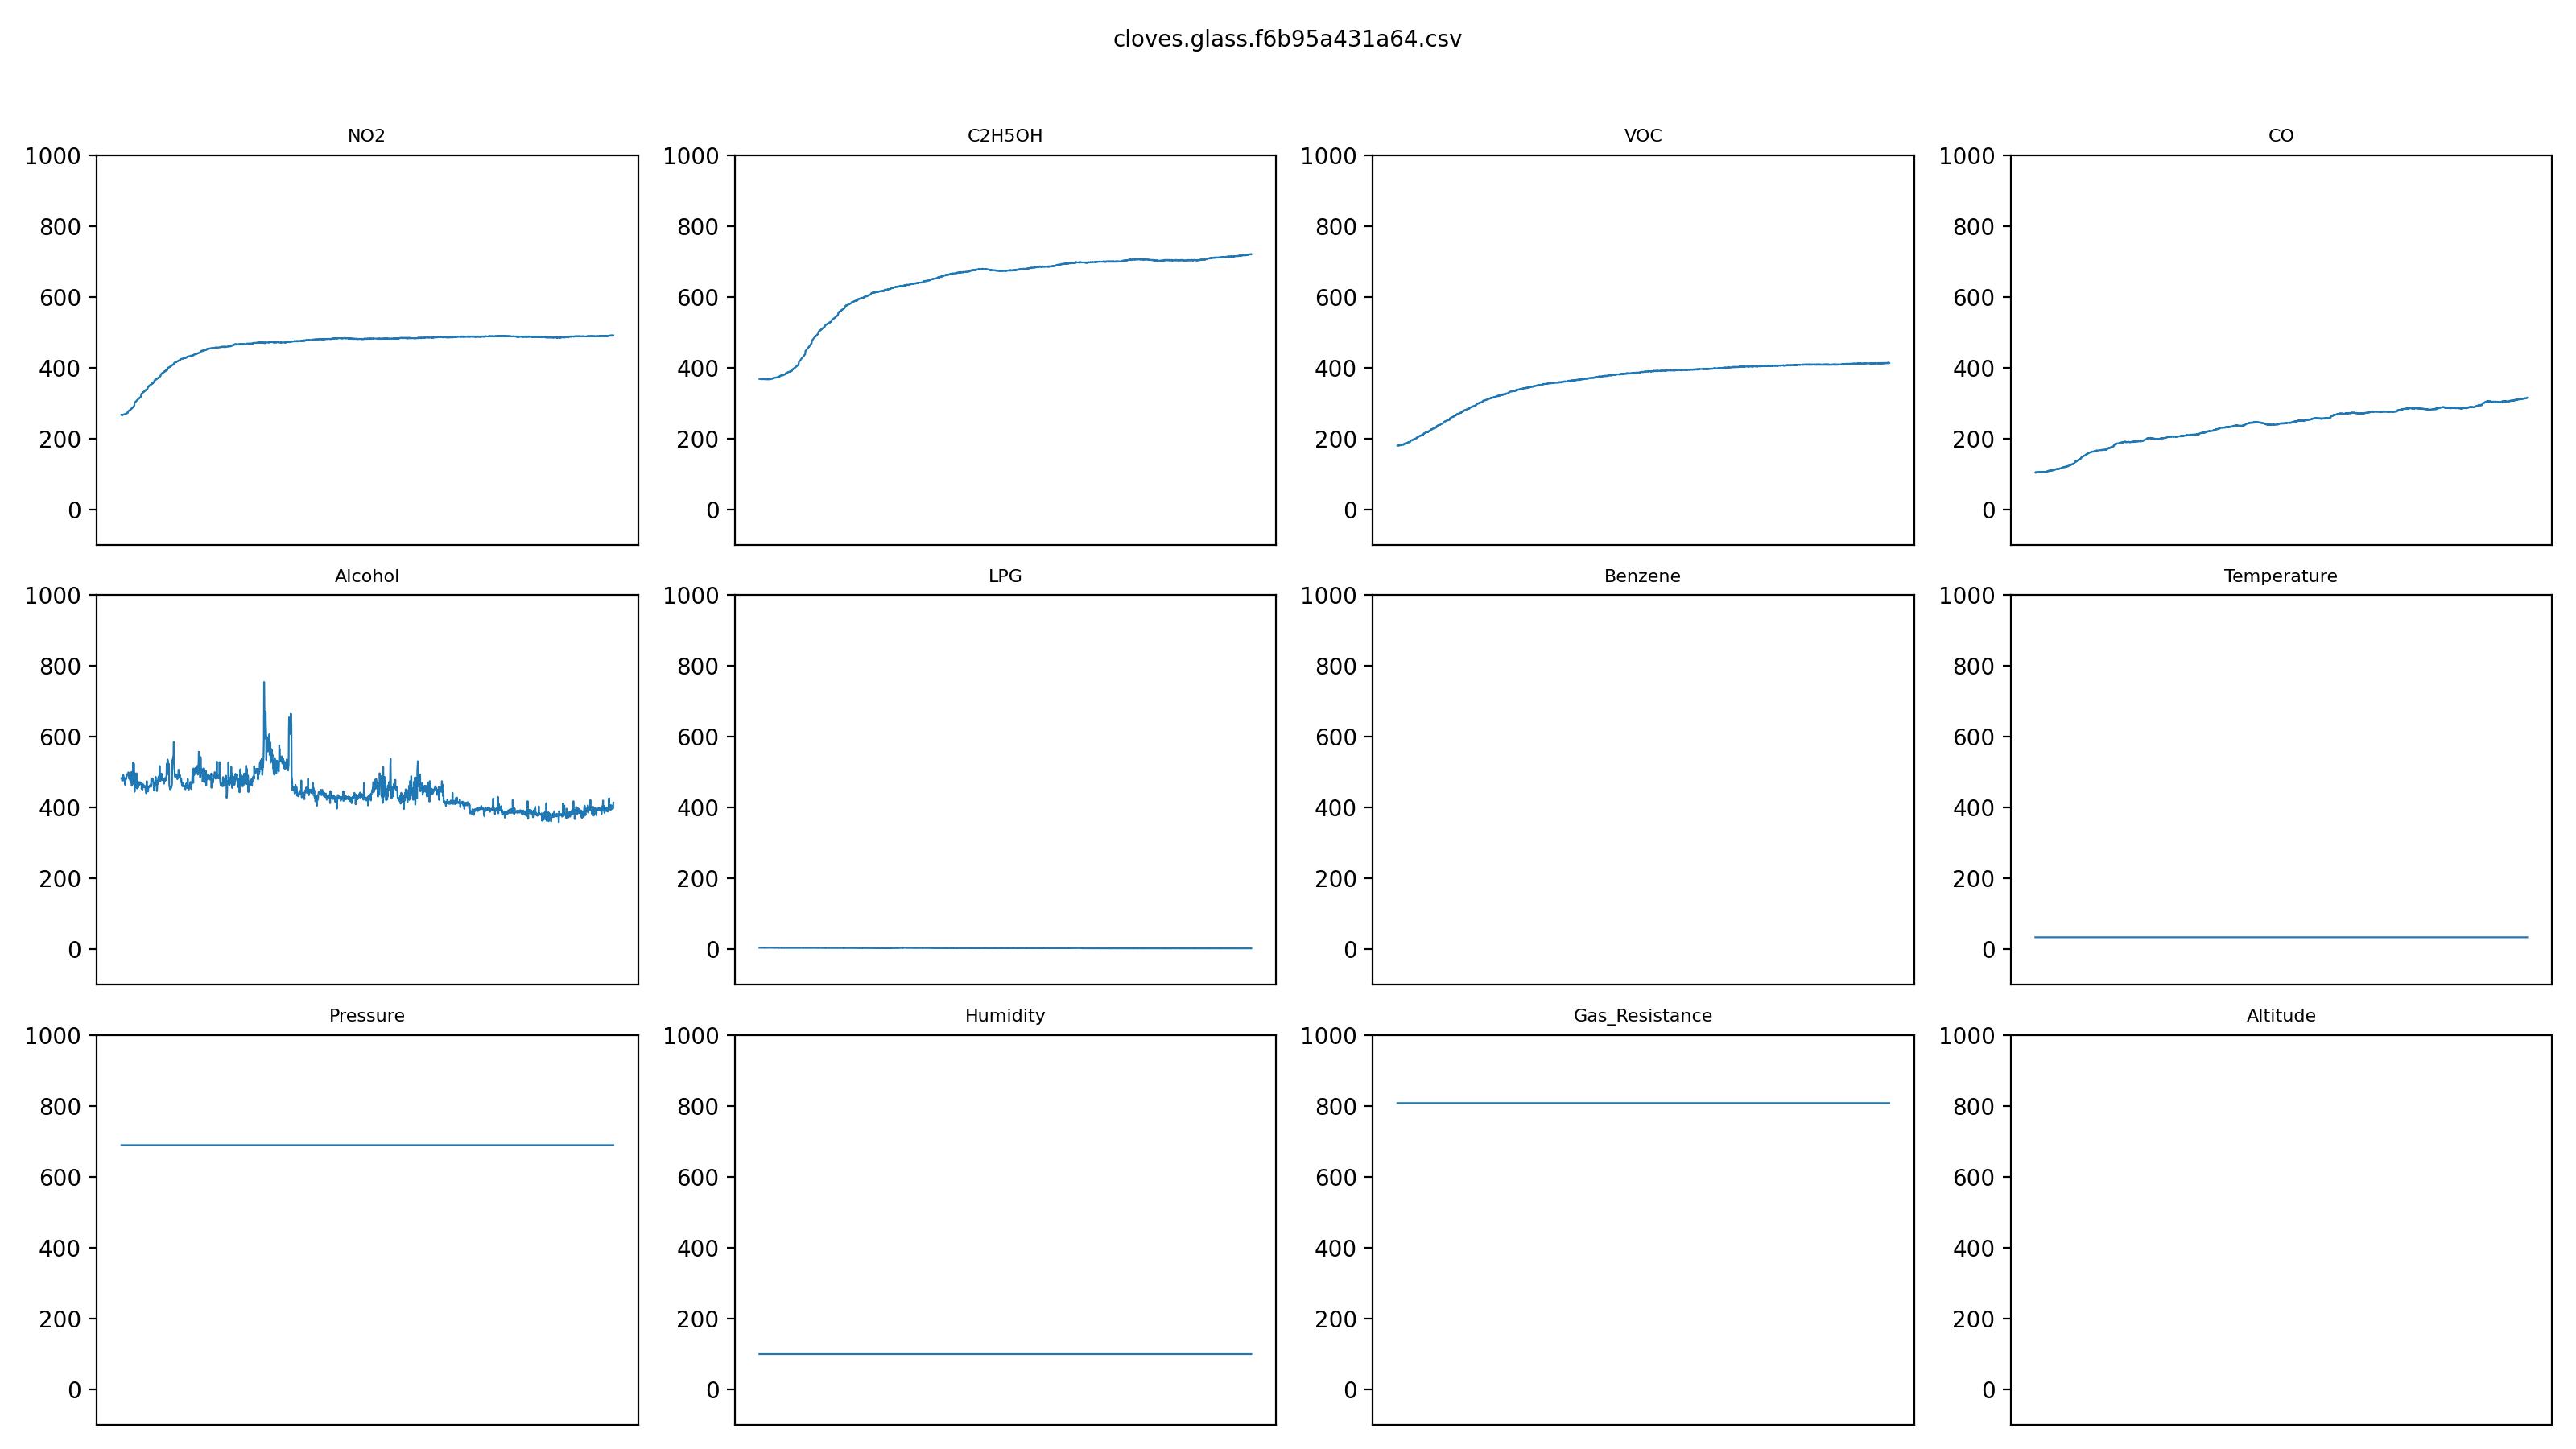 cloves.glass.f6b95a431a64.csv
NO2 C2H5OH VOC CO
1000 1000 1000 1000
800 800 800 800
600 600 600 600
400 400 400 400
200 200 200 200
0 0 0 0
Alcohol LPG Benzene Temperature
1000 1000 1000 1000
800 800 800 800
600 600 600 600
400 400 400 400
200 200 200 200
0 0 0 0
Pressure Humidity Gas_Resistance Altitude
1000 1000 1000 1000
800 800 800 800
600 600 600 600
400 400 400 400
200 200 200 200
0 0 0 0